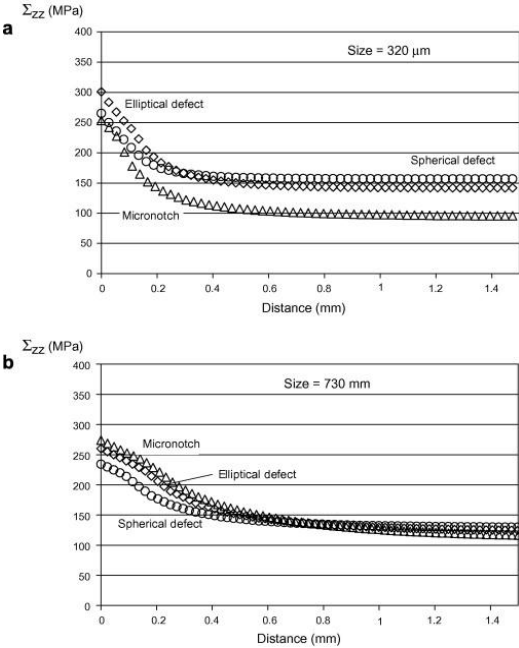 Σzz (MPa)
a
400
350
300
250
200
150
100
50
0
Size = 320 μm
Elliptical defect
Spherical defect
Micronotch
0 0.2 0.4 0.6 0.8 1 1.2 1.4
Distance (mm)
Σzz (MPa)
b
400
350
300
250
200
150
100
50
0
Size = 730 mm
Micronotch
Elliptical defect
Spherical defect
0 0.2 0.4 0.6 0.8 1 1.2 1.4
Distance (mm)